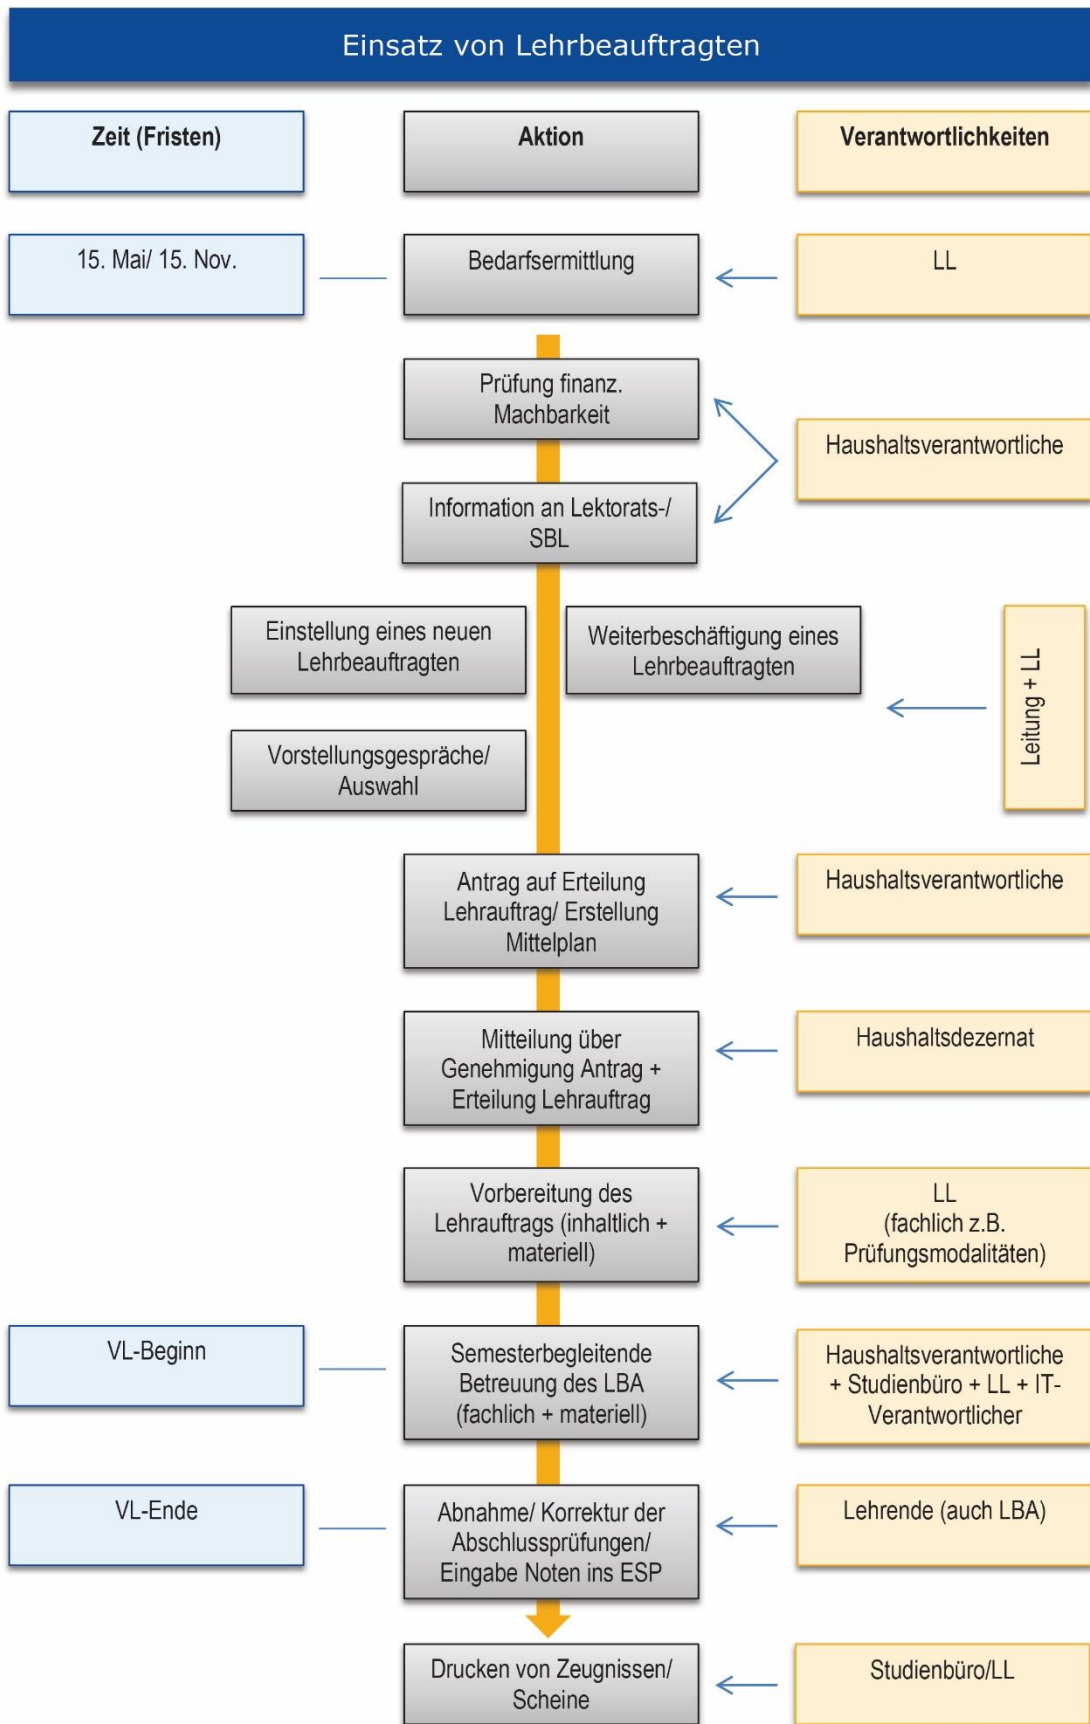 Einsatz von Lehrbeauftragten
Zeit (Fristen)
Aktion
Verantwortlichkeiten
15. Mai/ 15. Nov.
Bedarfsermittlung
LL
Prüfung finanz.
Machbarkeit
Haushaltsverantwortliche
Information an Lektorats-/
SBL
Einstellung eines neuen
Lehrbeauftragten
Weiterbeschäftigung eines
Lehrbeauftragten
Leitung + LL
Vorstellungsgespräche/
Auswahl
Antrag auf Erteilung
Lehrauftrag/ Erstellung
Mittelplan
Haushaltsverantwortliche
Mitteilung über
Genehmigung Antrag +
Erteilung Lehrauftrag
Haushaltsdezernat
Vorbereitung des
Lehrauftrags (inhaltlich +
materiell)
LL
(fachlich z.B.
Prüfungsmodalitäten)
VL-Beginn
Semesterbegleitende
Betreuung des LBA
(fachlich + materiell)
Haushaltsverantwortliche
+ Studienbüro + LL + IT-
Verantwortlicher
VL-Ende
Abnahme/ Korrektur der
Abschlussprüfungen/
Eingabe Noten ins ESP
Lehrende (auch LBA)
Drucken von Zeugnissen/
Scheine
Studienbüro/LL